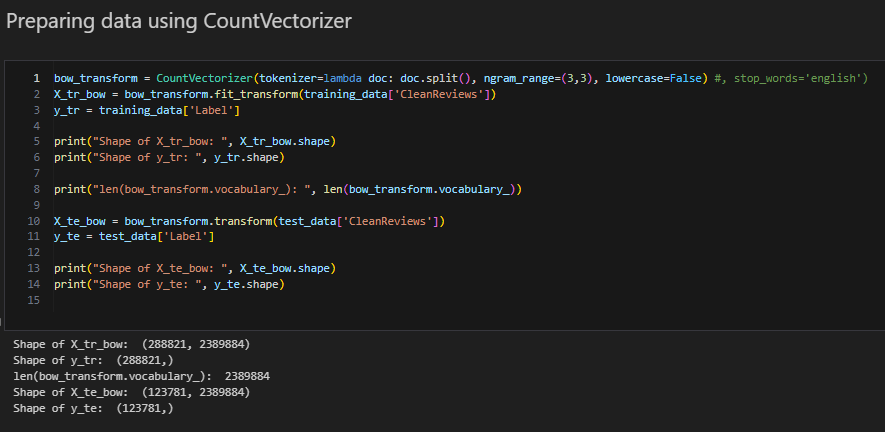 Preparing data using CountVectorizer
1 bow_transform = CountVectorizer(tokenizer=lambda doc: doc.split(), ngram_range=(3,3), lowercase=False) #, stop_words='english')
2 X_tr_bow = bow_transform.fit_transform(training_data['CleanReviews'])
3 y_tr = training_data['Label']
4
5 print("Shape of X_tr_bow: ", X_tr_bow.shape)
6 print("Shape of y_tr: ", y_tr.shape)
7
8 print("len(bow_transform.vocabulary_): ", len(bow_transform.vocabulary_))
9
10 X_te_bow = bow_transform.transform(test_data['CleanReviews'])
11 y_te = test_data['Label']
12
13 print("Shape of X_te_bow: ", X_te_bow.shape)
14 print("Shape of y_te: ", y_te.shape)
15
Shape of X_tr_bow:  (288821, 2389884)
Shape of y_tr:  (288821,)
len(bow_transform.vocabulary_):  2389884
Shape of X_te_bow:  (123781, 2389884)
Shape of y_te:  (123781,)